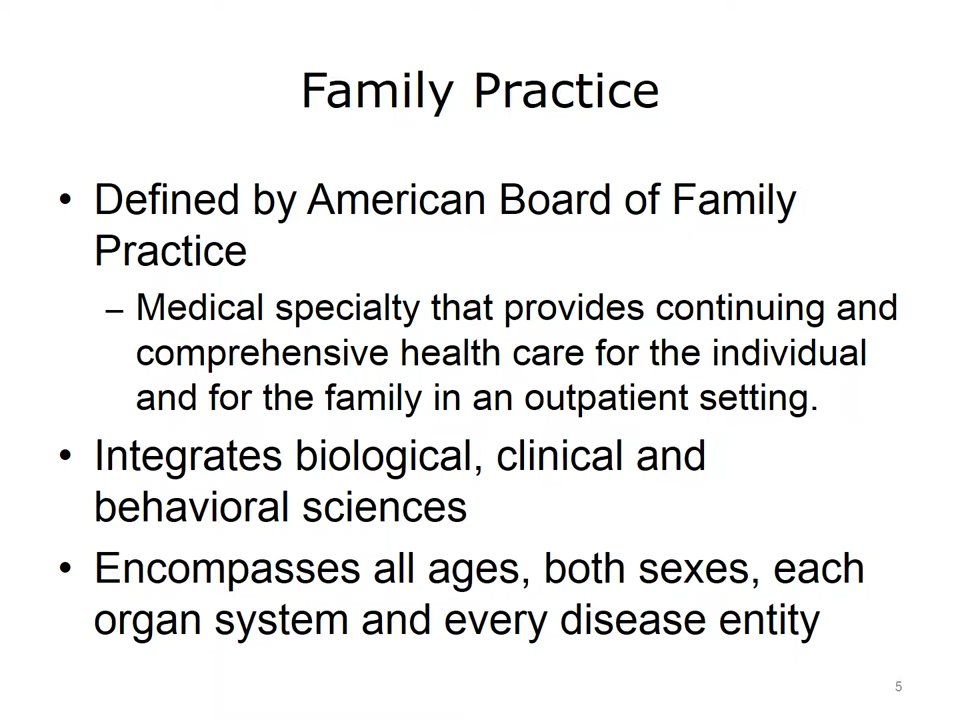 Family Practice
• Defined by American Board of Family
Practice
– Medical specialty that provides continuing and
comprehensive health care for the individual
and for the family in an outpatient setting.
• Integrates biological, clinical and
behavioral sciences
• Encompasses all ages, both sexes, each
organ system and every disease entity
5